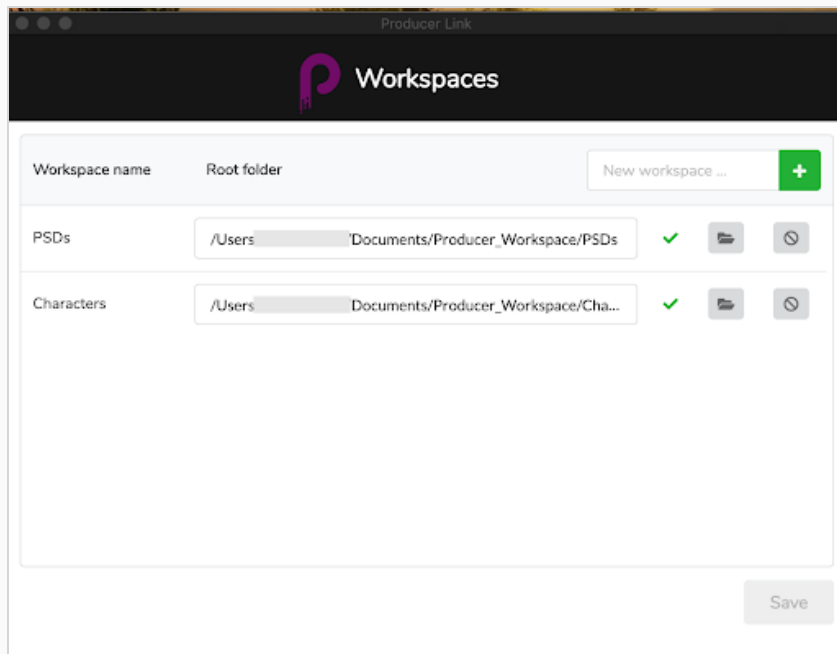 Producer Link
Workspaces
Workspace name Root folder New workspace ...
PSDs /Users /Documents/Producer_Workspace/PSDs
Characters /Users Documents/Producer_Workspace/Cha...
Save